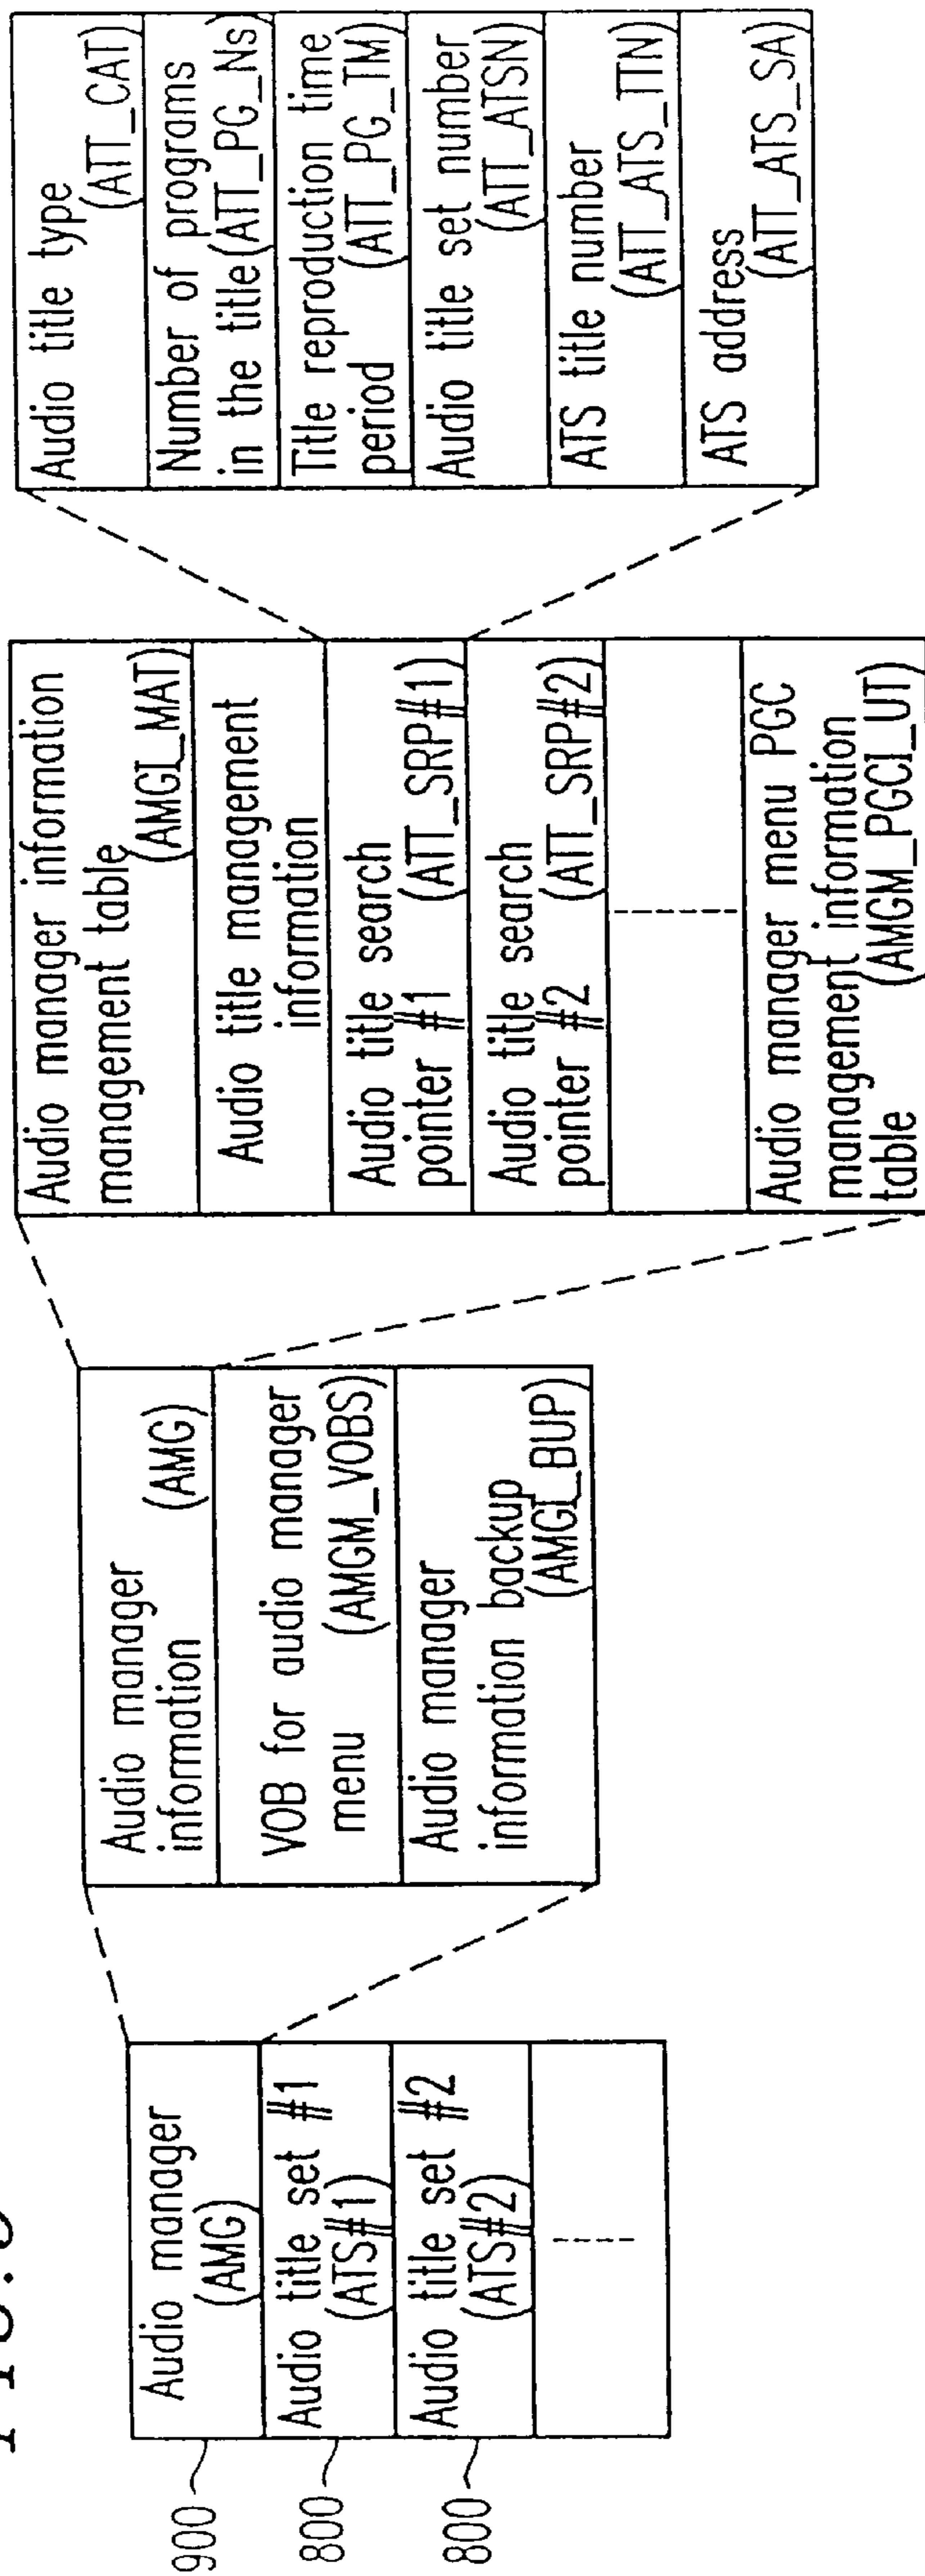 900
Audio manager
(AMG)
800
Audio title set #1
(ATS#1)
800
Audio title set #2
(ATS#2)
Audio manager
information (AMG)
VOB for audio manager
menu (AMGM_VOBS)
Audio manager
information backup
(AMGI_BUP)
Audio manager information
management table
(AMGI_MAT)
Audio title management
information
Audio title search
pointer #1 (ATT_SRP#1)
Audio title search
pointer #2 (ATT_SRP#2)
Audio manager menu PGC
management information
table (AMGM_PGCI_UT)
Audio title type
(ATT_CAT)
Number of programs
in the title(ATT_PG_Ns)
Title reproduction time
period (ATT_PG_TM)
Audio title set number
(ATT_ATSN)
ATS title number
(ATT_ATS_TTN)
ATS address
(ATT_ATS_SA)